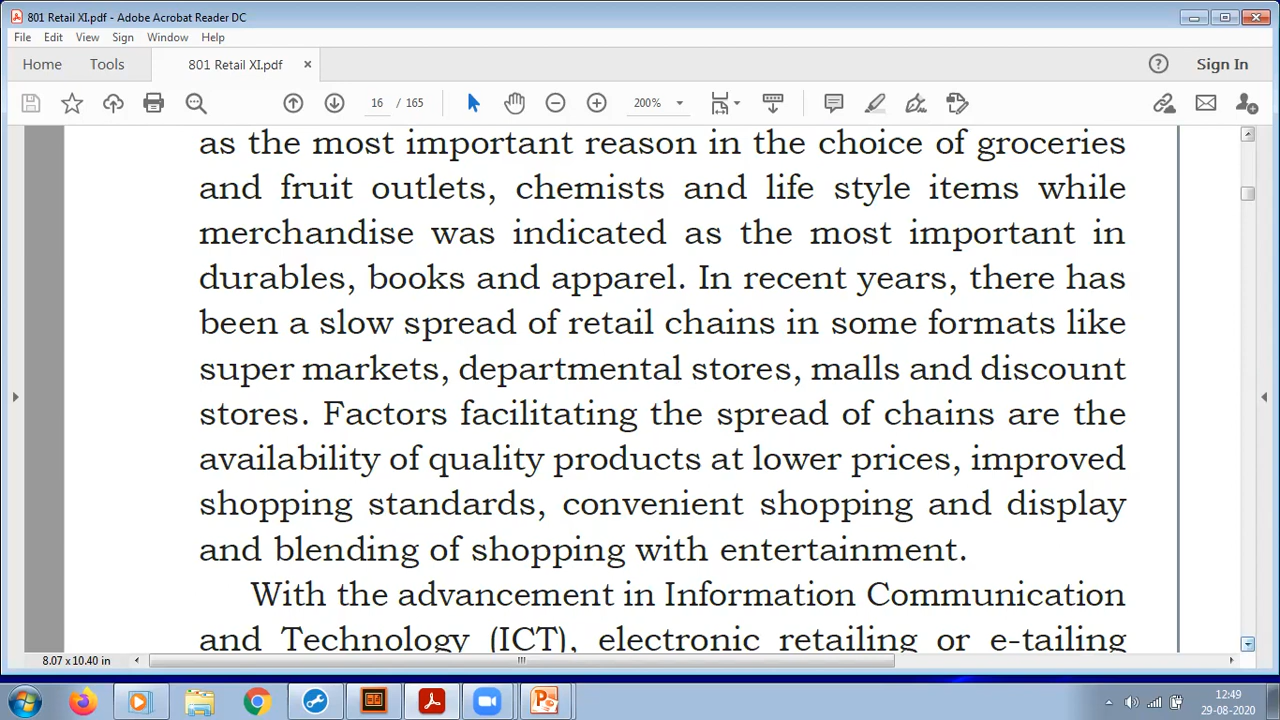 801 Retail XI.pdf - Adobe Acrobat Reader DC
File Edit View Sign Window Help
Home Tools 801 Retail XI.pdf × Sign In
16 / 165 200%
as the most important reason in the choice of groceries
and fruit outlets, chemists and life style items while
merchandise was indicated as the most important in
durables, books and apparel. In recent years, there has
been a slow spread of retail chains in some formats like
super markets, departmental stores, malls and discount
stores. Factors facilitating the spread of chains are the
availability of quality products at lower prices, improved
shopping standards, convenient shopping and display
and blending of shopping with entertainment.
With the advancement in Information Communication
and Technology (ICT), electronic retailing or e-tailing
8.07 x 10.40 in
12:49
29-08-2020